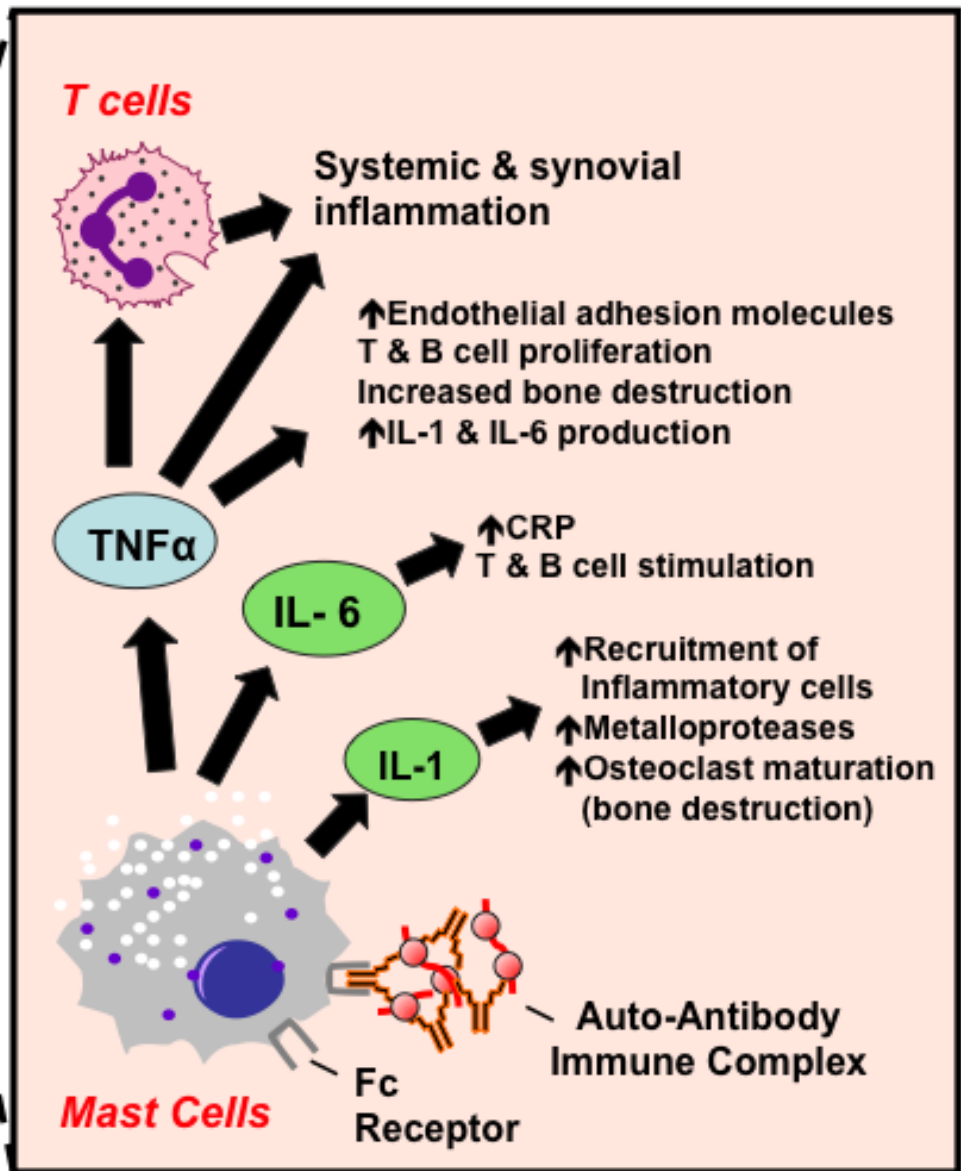 T cells
Systemic & synovial
inflammation
↑Endothelial adhesion molecules
T & B cell proliferation
Increased bone destruction
↑IL-1 & IL-6 production
TNFα
↑CRP
T & B cell stimulation
IL- 6
↑Recruitment of
Inflammatory cells
↑Metalloproteases
↑Osteoclast maturation
(bone destruction)
IL-1
Auto-Antibody
Immune Complex
Fc
Receptor
Mast Cells